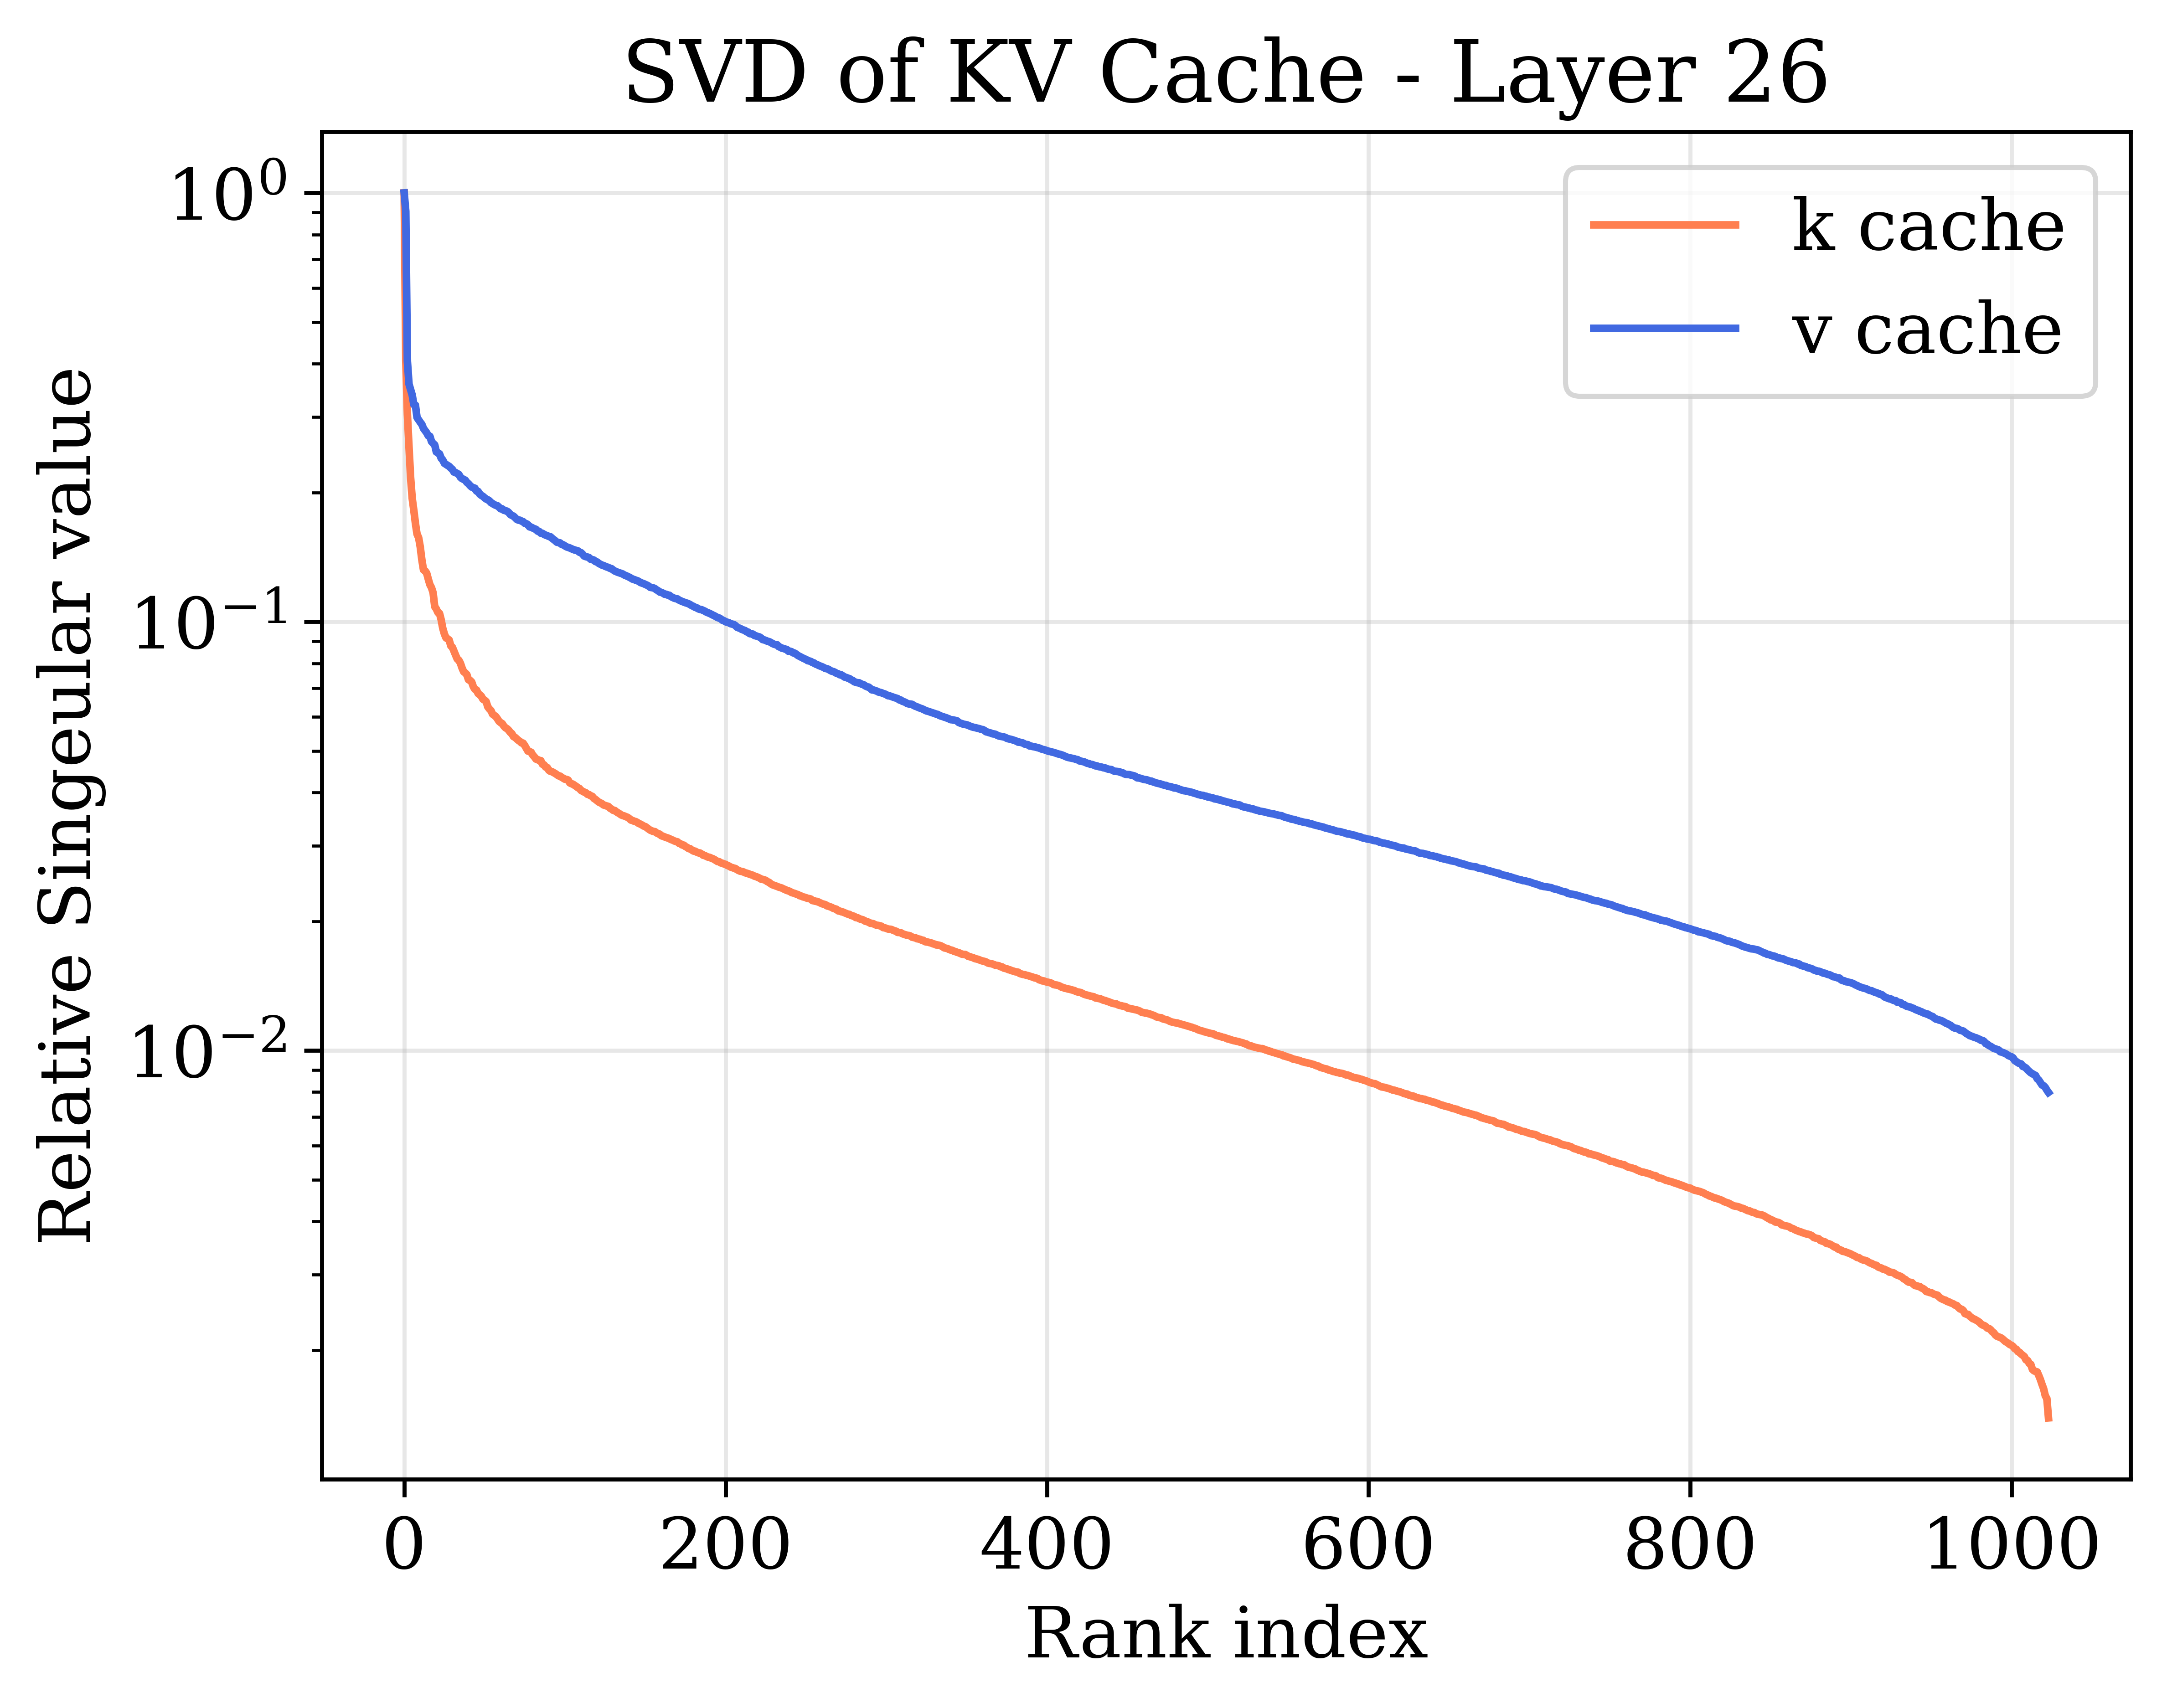 SVD of KV Cache - Layer 26
k cache
v cache
Relative Singeular value
10⁰
10⁻¹
10⁻²
0 200 400 600 800 1000
Rank index